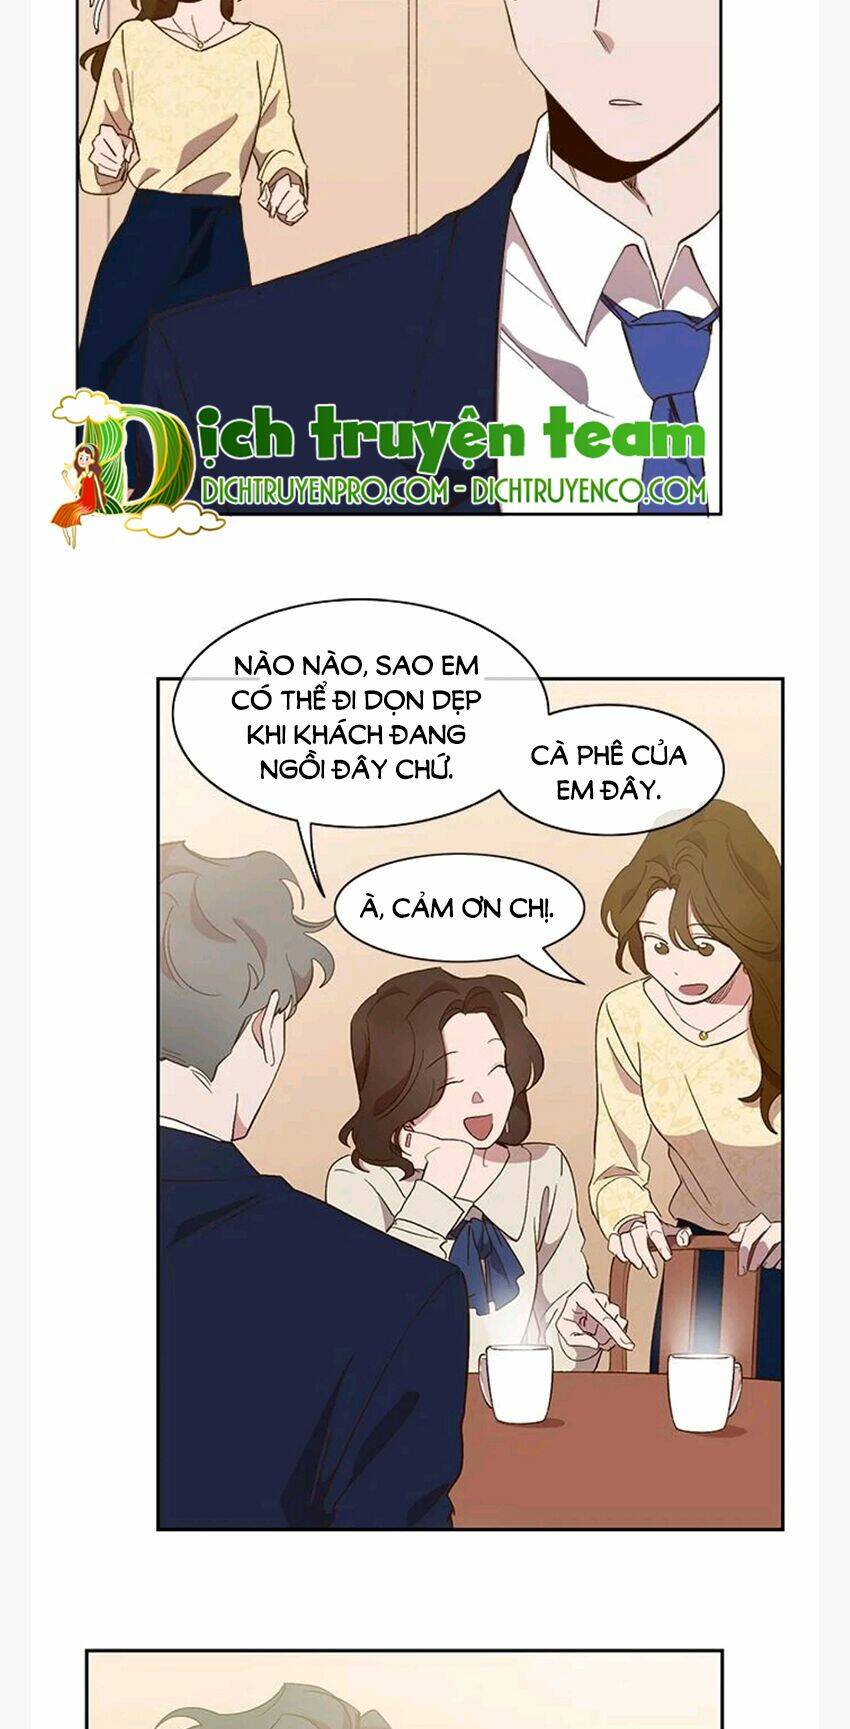 Dịch truyện team
DICHTRUYENPRO.COM - DICHTRUYENCO.COM
NÀO NÀO, SAO EM
CÓ THỂ ĐI DỌN DẸP
KHI KHÁCH ĐANG
NGỒI ĐÂY CHỨ.
CÀ PHÊ CỦA
EM ĐÂY.
À, CẢM ƠN CHỊ.